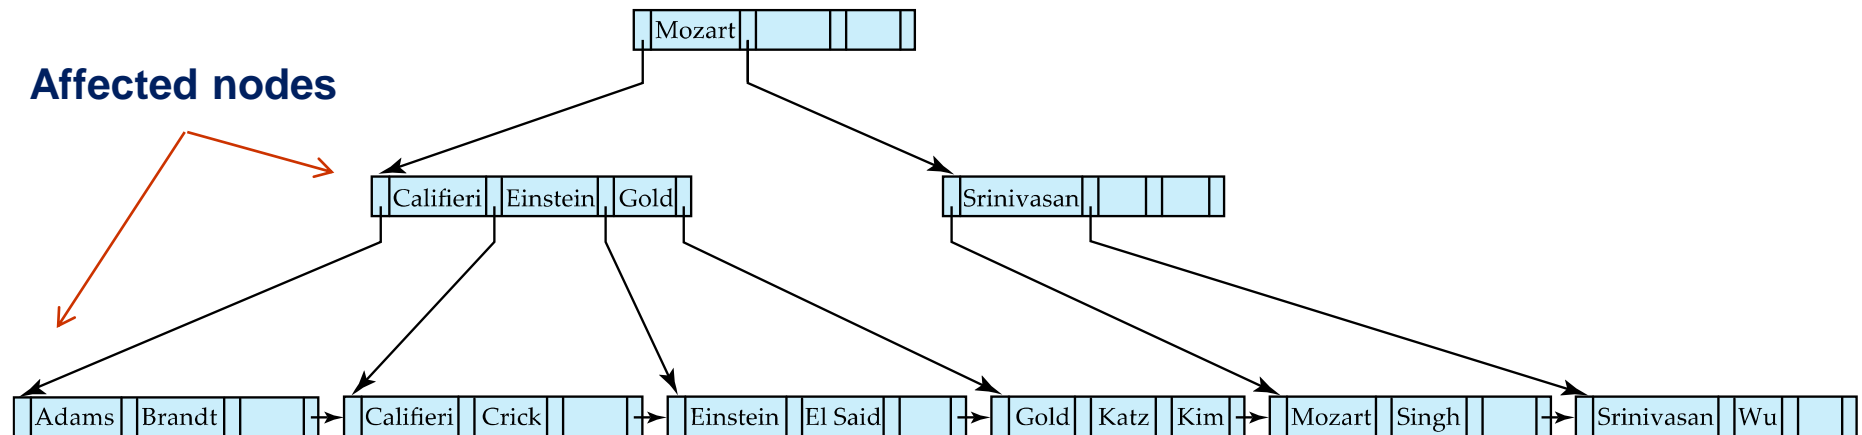 Mozart
Affected nodes
Califieri Einstein Gold Srinivasan
Adams Brandt Califieri Crick Einstein El Said Gold Katz Kim Mozart Singh Srinivasan Wu